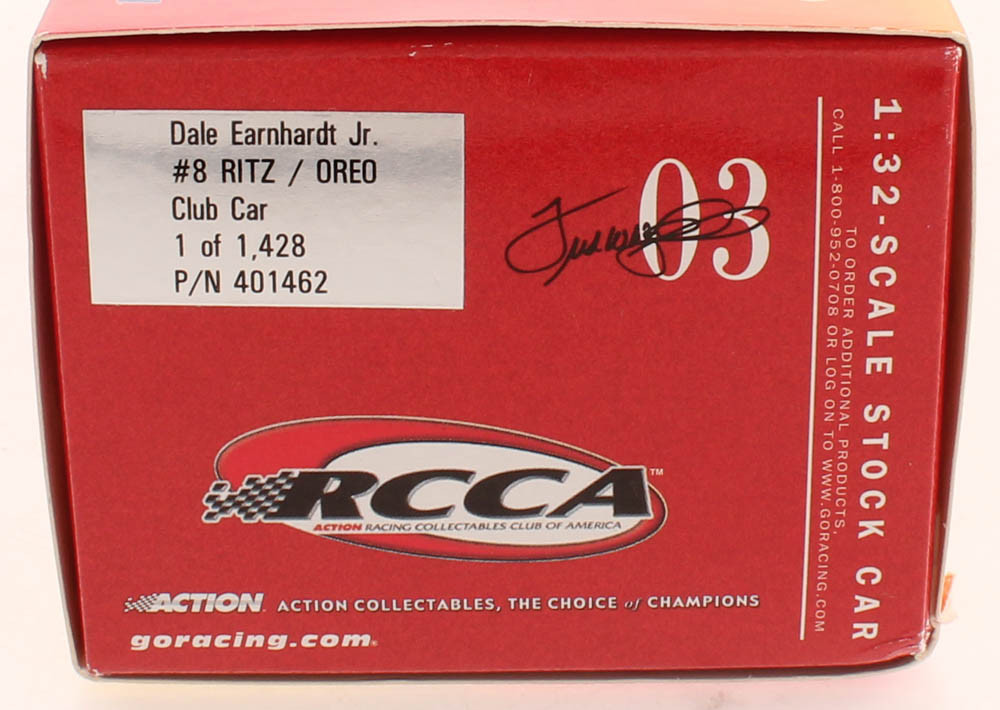 Dale Earnhardt Jr.
#8 RITZ / OREO
Club Car
1 of 1,428
P/N 401462
03
RCCA™
ACTION RACING COLLECTABLES CLUB OF AMERICA
ACTION. ACTION COLLECTABLES, THE CHOICE of CHAMPIONS
goracing.com
1:32-SCALE STOCK CAR
TO ORDER ADDITIONAL PRODUCTS,
CALL 1-800-952-0708 OR LOG ON TO WWW.GORACING.COM